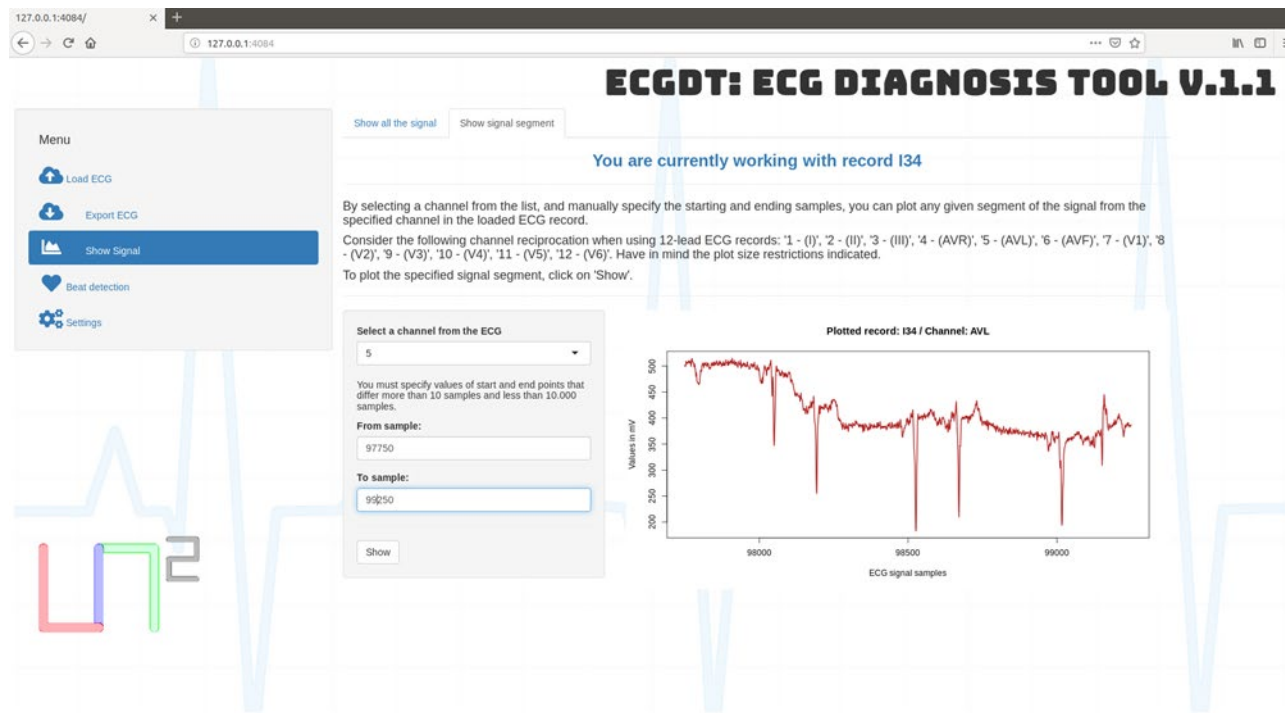 127.0.0.1:4084/
127.0.0.1:4084
ECGDT: ECG DIAGNOSIS TOOL V.1.1
Menu
Load ECG
Export ECG
Show Signal
Beat detection
Settings
Show all the signal
Show signal segment
You are currently working with record I34
By selecting a channel from the list, and manually specify the starting and ending samples, you can plot any given segment of the signal from the
specified channel in the loaded ECG record.
Consider the following channel reciprocation when using 12-lead ECG records: '1 - (I)', '2 - (II)', '3 - (III)', '4 - (AVR)', '5 - (AVL)', '6 - (AVF)', '7 - (V1)', '8
- (V2)', '9 - (V3)', '10 - (V4)', '11 - (V5)', '12 - (V6)'. Have in mind the plot size restrictions indicated.
To plot the specified signal segment, click on 'Show'.
Select a channel from the ECG
5
You must specify values of start and end points that
differ more than 10 samples and less than 10.000
samples.
From sample:
97750
To sample:
99250
Show
Plotted record: I34 / Channel: AVL
Values in mV
500
450
400
350
300
250
200
98000 98500 99000
ECG signal samples